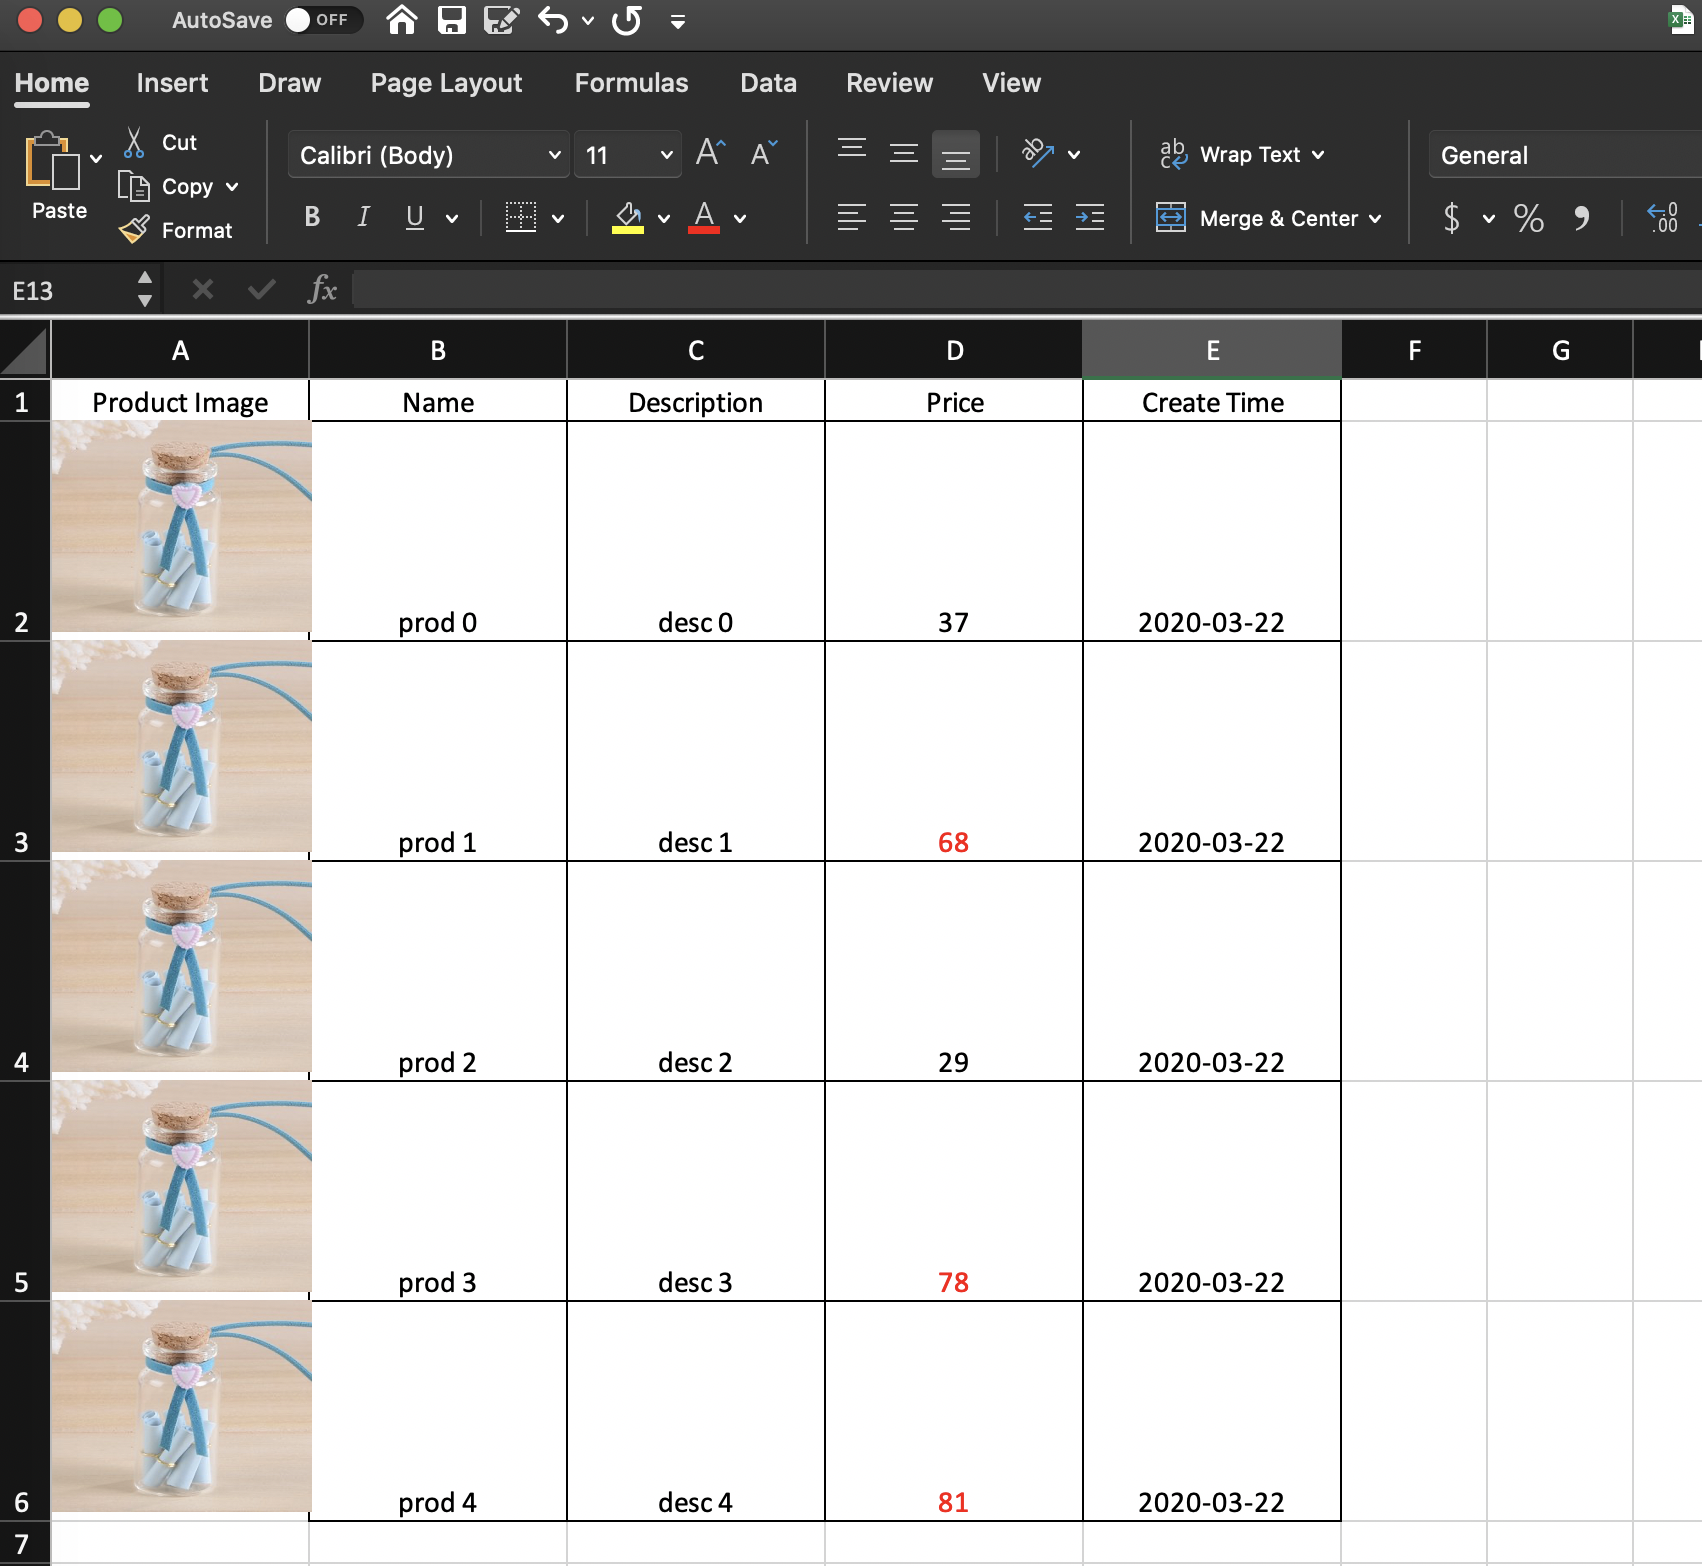 AutoSave OFF
Home Insert Draw Page Layout Formulas Data Review View
Paste
Cut
Copy
Format
Calibri (Body) 11 A A
B I U A
ab Wrap Text
Merge & Center
General
$ % 9 .00
E13 fx
A B C D E F G
1 Product Image Name Description Price Create Time
2 prod 0 desc 0 37 2020-03-22
3 prod 1 desc 1 68 2020-03-22
4 prod 2 desc 2 29 2020-03-22
5 prod 3 desc 3 78 2020-03-22
6 prod 4 desc 4 81 2020-03-22
7